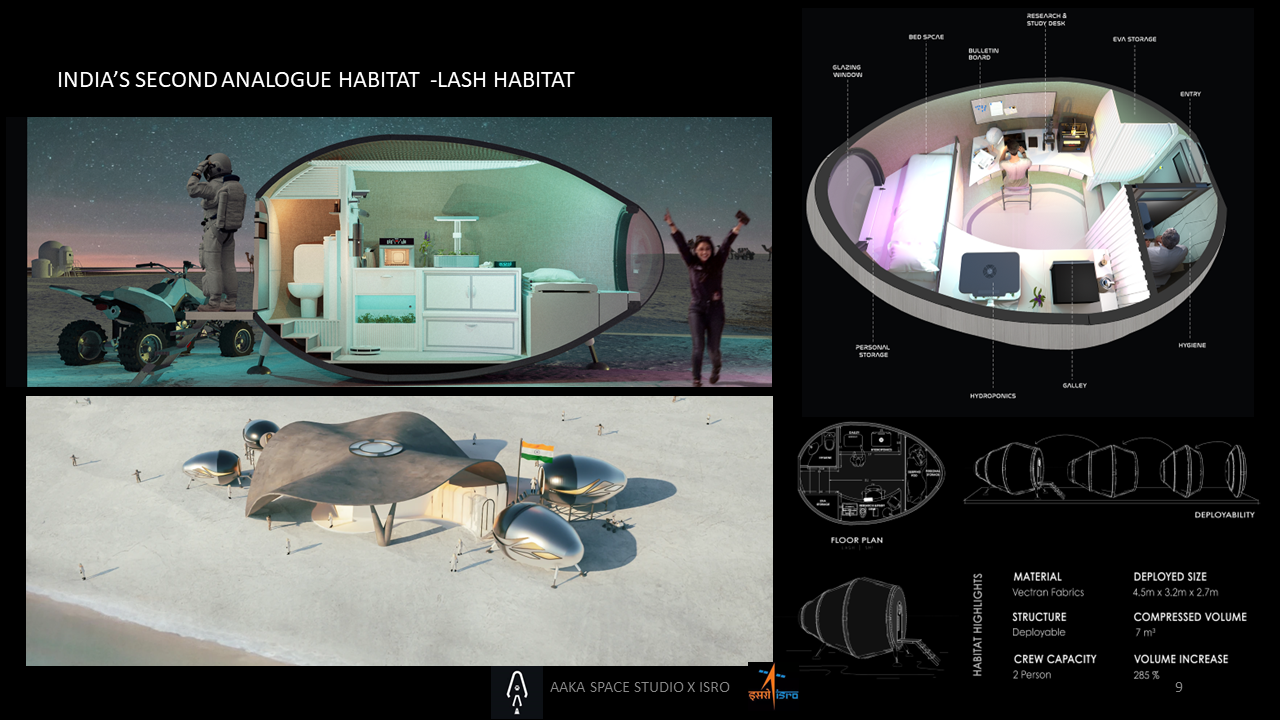 INDIA'S SECOND ANALOGUE HABITAT -LASH HABITAT
RESEARCH &
STUDY DESK
BED SPCAE
BULLETIN
BOARD
EVA STORAGE
GLAZING
WINDOW
ENTRY
PERSONAL
STORAGE
HYDROPONICS
GALLEY
HYGIENE
FLOOR PLAN
DEPLOYABILITY
HABITAT HIGHLIGHTS
MATERIAL
Vectran Fabrics
STRUCTURE
Deployable
CREW CAPACITY
2 Person
DEPLOYED SIZE
4.5m x 3.2m x 2.7m
COMPRESSED VOLUME
7 m³
VOLUME INCREASE
285 %
AAKA SPACE STUDIO X ISRO
इसरो isro
9